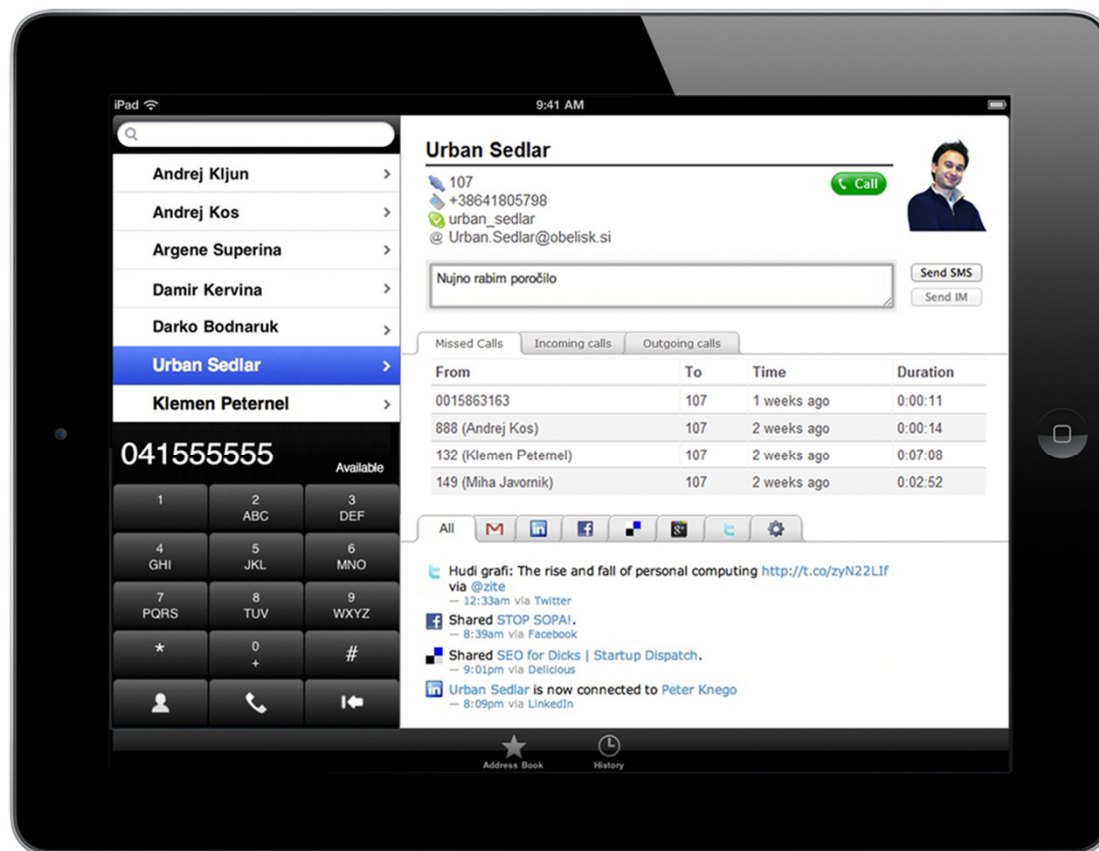 iPad
9:41 AM
Andrej Kljun
Andrej Kos
Argene Superina
Damir Kervina
Darko Bodnaruk
Urban Sedlar
Klemen Peternel
041555555
Available
1
2
ABC
3
DEF
4
GHI
5
JKL
6
MNO
7
PQRS
8
TUV
9
WXYZ
*
0
+
#
Urban Sedlar
107
+38641805798
urban_sedlar
@ Urban.Sedlar@obelisk.si
Call
Nujno rabim poročilo
Send SMS
Send IM
Missed Calls Incoming calls Outgoing calls
From To Time Duration
0015863163 107 1 weeks ago 0:00:11
888 (Andrej Kos) 107 2 weeks ago 0:00:14
132 (Klemen Peternel) 107 2 weeks ago 0:07:08
149 (Miha Javornik) 107 2 weeks ago 0:02:52
All
Hudi grafi: The rise and fall of personal computing http://t.co/zyN22LIf
via @zite
— 12:33am via Twitter
Shared STOP SOPA!.
— 8:39am via Facebook
Shared SEO for Dicks | Startup Dispatch.
— 9:01pm via Delicious
Urban Sedlar is now connected to Peter Knego
— 8:09pm via LinkedIn
Address Book History